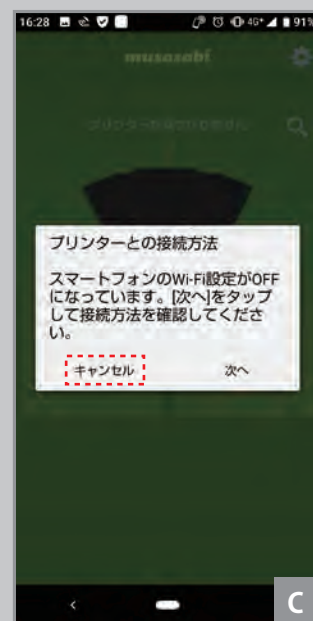 16:28 4G+ 91%
musasabi
プリンターが見つかりません
プリンターとの接続方法
スマートフォンのWi-Fi設定がOFF
になっています。[次へ]をタップ
して接続方法を確認してくださ
い。
キャンセル 次へ
C